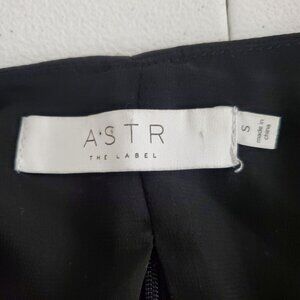 A·STR
THE LABEL
S
made in
china